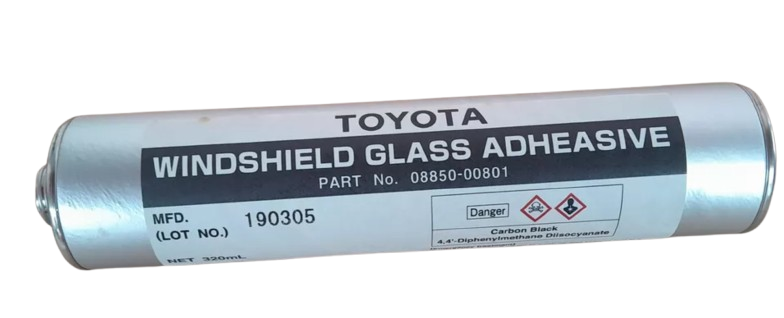 TOYOTA
WINDSHIELD GLASS ADHEASIVE
PART No. 08850-00801
MFD.
(LOT NO.) 190305
NET 320mL
Danger
Carbon Black
4,4'-Diphenylmethane Diisocyanate